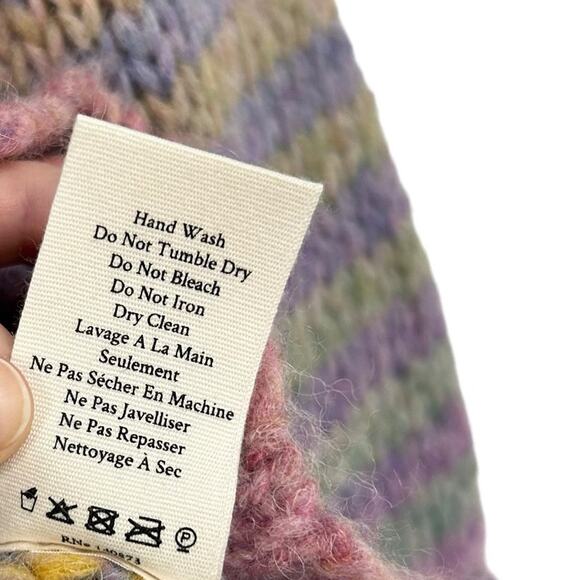 Hand Wash
Do Not Tumble Dry
Do Not Bleach
Do Not Iron
Dry Clean
Lavage A La Main
Seulement
Ne Pas Sécher En Machine
Ne Pas Javelliser
Ne Pas Repasser
Nettoyage À Sec
P
RN#